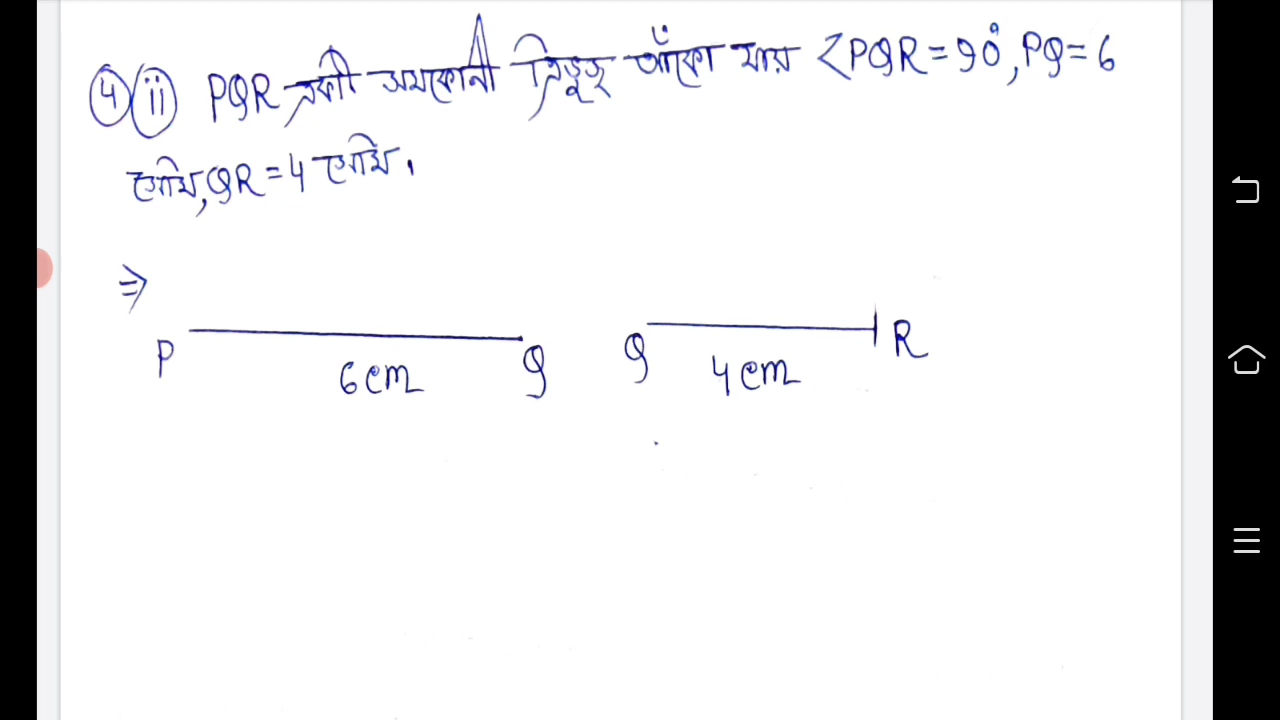 4 ii PQR একটী সমকোনী ত্রিভূজ আঁকো যার <PQR = 90°, PQ = 6
সেমি, QR = 4 সেমি।
⇒
P 6cm Q Q 4cm R